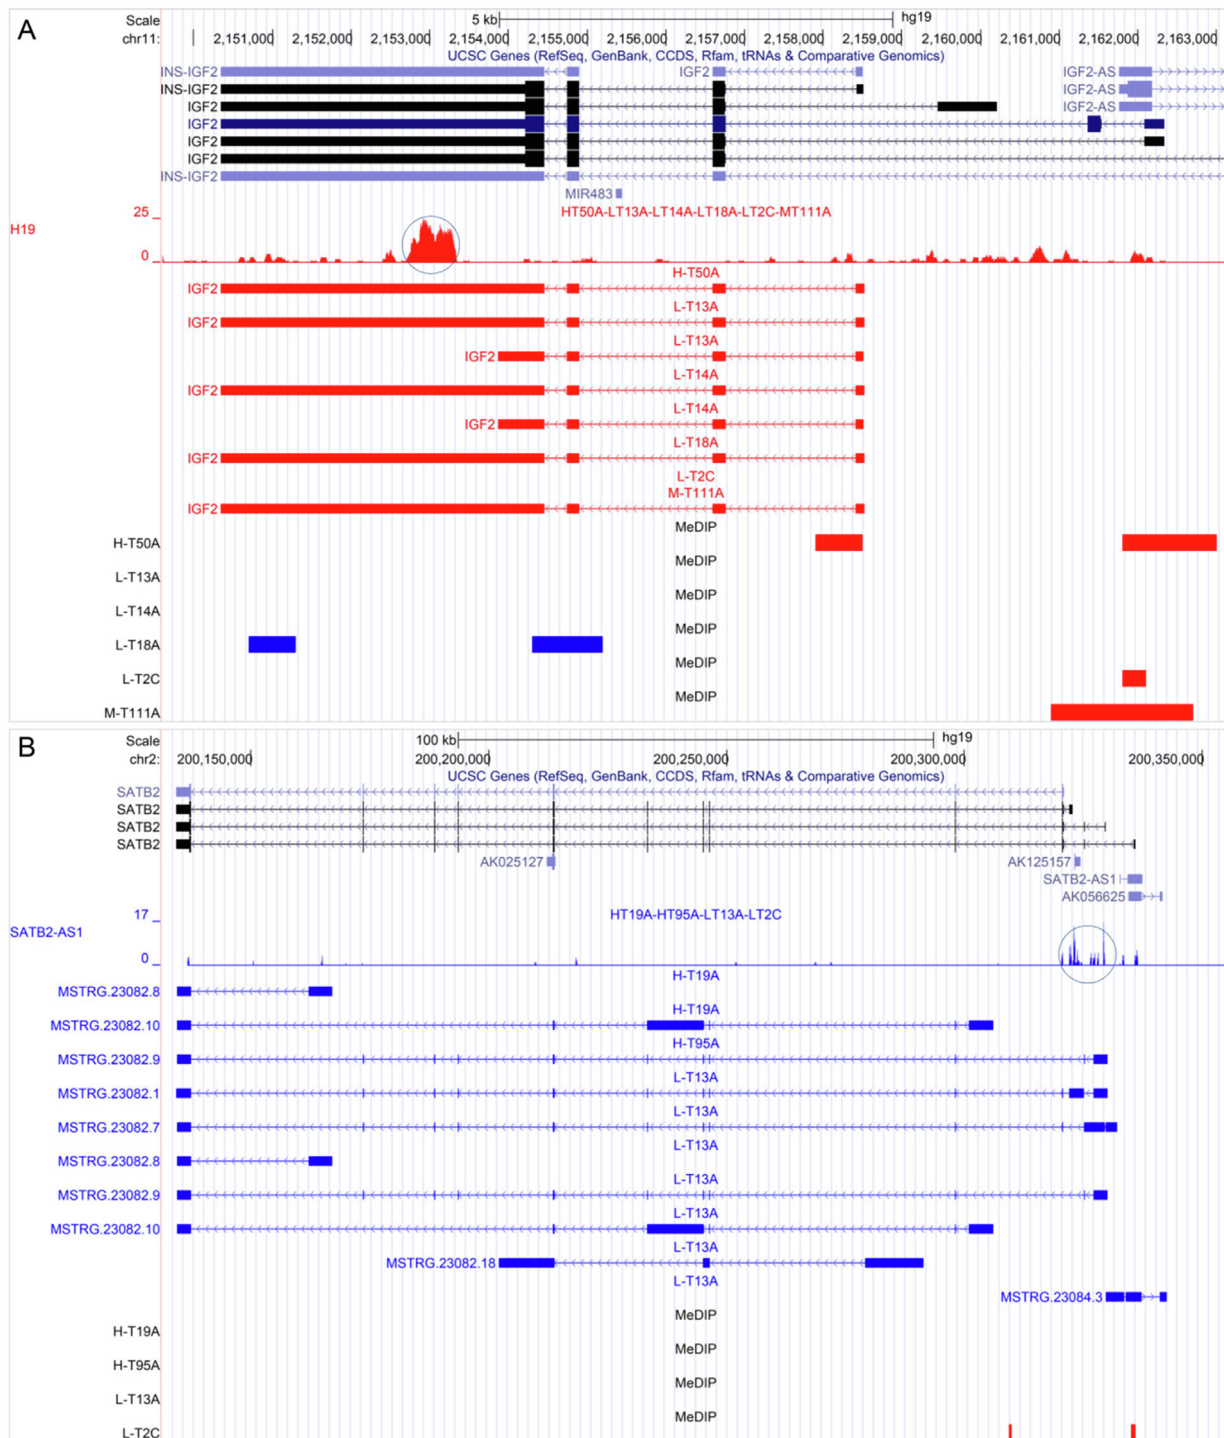 A
Scale 5 kb hg19
chr11: 2,151,000 2,152,000 2,153,000 2,154,000 2,155,000 2,156,000 2,157,000 2,158,000 2,159,000 2,160,000 2,161,000 2,162,000 2,163,000
UCSC Genes (RefSeq, GenBank, CCDS, Rfam, tRNAs & Comparative Genomics)
INS-IGF2 IGF2 IGF2-AS
INS-IGF2 IGF2-AS
IGF2 IGF2-AS
IGF2
IGF2
IGF2
INS-IGF2
MIR483
25 HT50A-LT13A-LT14A-LT18A-LT2C-MT111A
H19
0
H-T50A
IGF2
L-T13A
IGF2
L-T13A
IGF2
L-T14A
IGF2
L-T14A
IGF2
L-T18A
IGF2
L-T2C
M-T111A
IGF2
MeDIP
H-T50A
MeDIP
L-T13A
MeDIP
L-T14A
MeDIP
L-T18A
MeDIP
L-T2C
MeDIP
M-T111A
B
Scale 100 kb hg19
chr2: 200,150,000 200,200,000 200,250,000 200,300,000 200,350,000
UCSC Genes (RefSeq, GenBank, CCDS, Rfam, tRNAs & Comparative Genomics)
SATB2
SATB2
SATB2
SATB2
AK025127 AK125157
SATB2-AS1
AK056625
17 HT19A-HT95A-LT13A-LT2C
SATB2-AS1
0
H-T19A
MSTRG.23082.8
H-T19A
MSTRG.23082.10
H-T95A
MSTRG.23082.9
L-T13A
MSTRG.23082.1
L-T13A
MSTRG.23082.7
L-T13A
MSTRG.23082.8
L-T13A
MSTRG.23082.9
L-T13A
MSTRG.23082.10
L-T13A
MSTRG.23082.18
L-T13A
MSTRG.23084.3
MeDIP
H-T19A
MeDIP
H-T95A
MeDIP
L-T13A
MeDIP
L-T2C